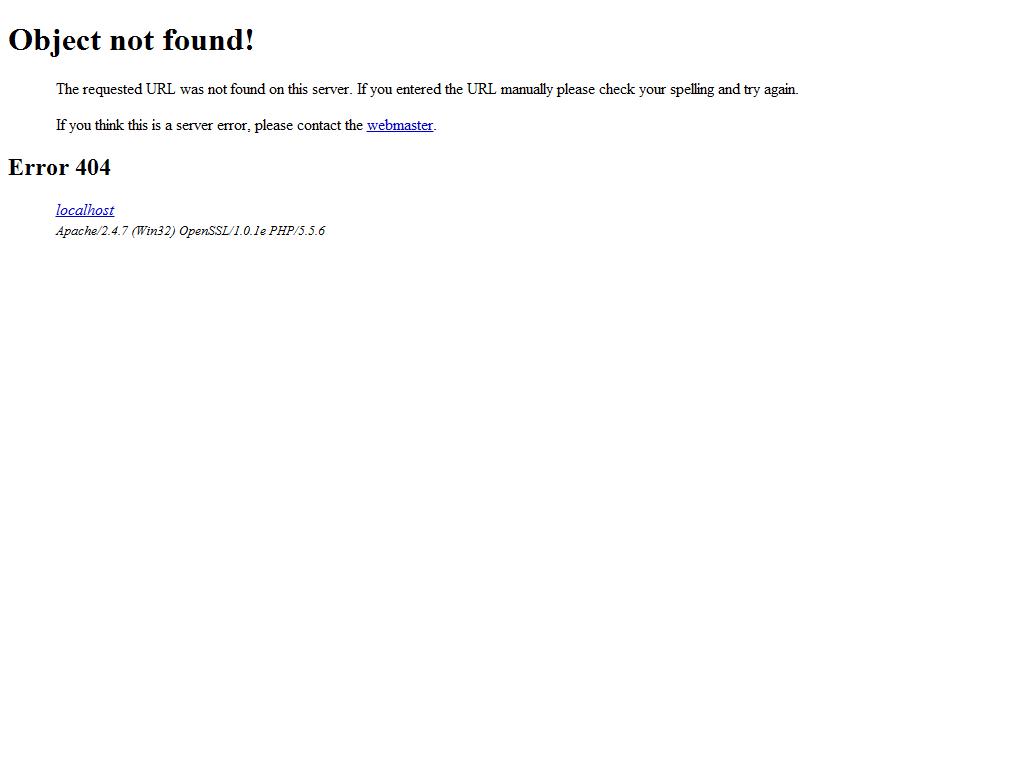 Object not found!
The requested URL was not found on this server. If you entered the URL manually please check your spelling and try again.
If you think this is a server error, please contact the webmaster.
Error 404
localhost
Apache/2.4.7 (Win32) OpenSSL/1.0.1e PHP/5.5.6